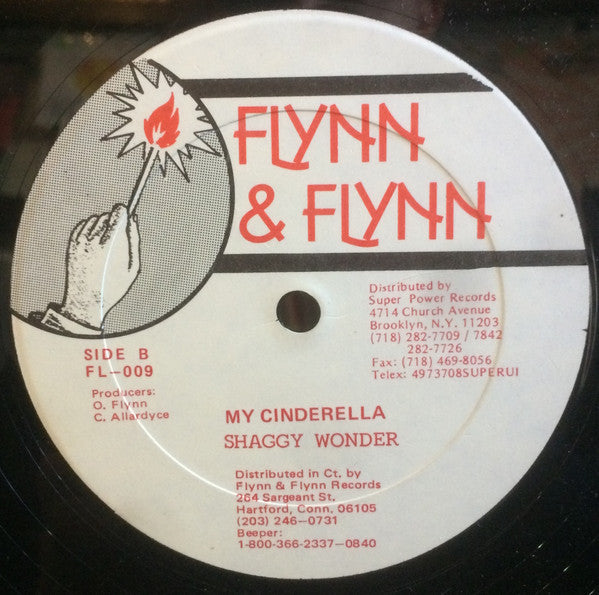 FLYNN
& FLYNN
Distributed by
Super Power Records
4714 Church Avenue
Brooklyn, N.Y. 11203
(718) 282-7709 / 7842
282-7726
Fax: (718) 469-8056
Telex: 4973708SUPERUI
SIDE B
FL-009
Producers:
O. Flynn
C. Allardyce
MY CINDERELLA
SHAGGY WONDER
Distributed in Ct. by
Flynn & Flynn Records
264 Sargeant St.
Hartford, Conn. 06105
(203) 246-0731
Beeper:
1-800-366-2337-0840